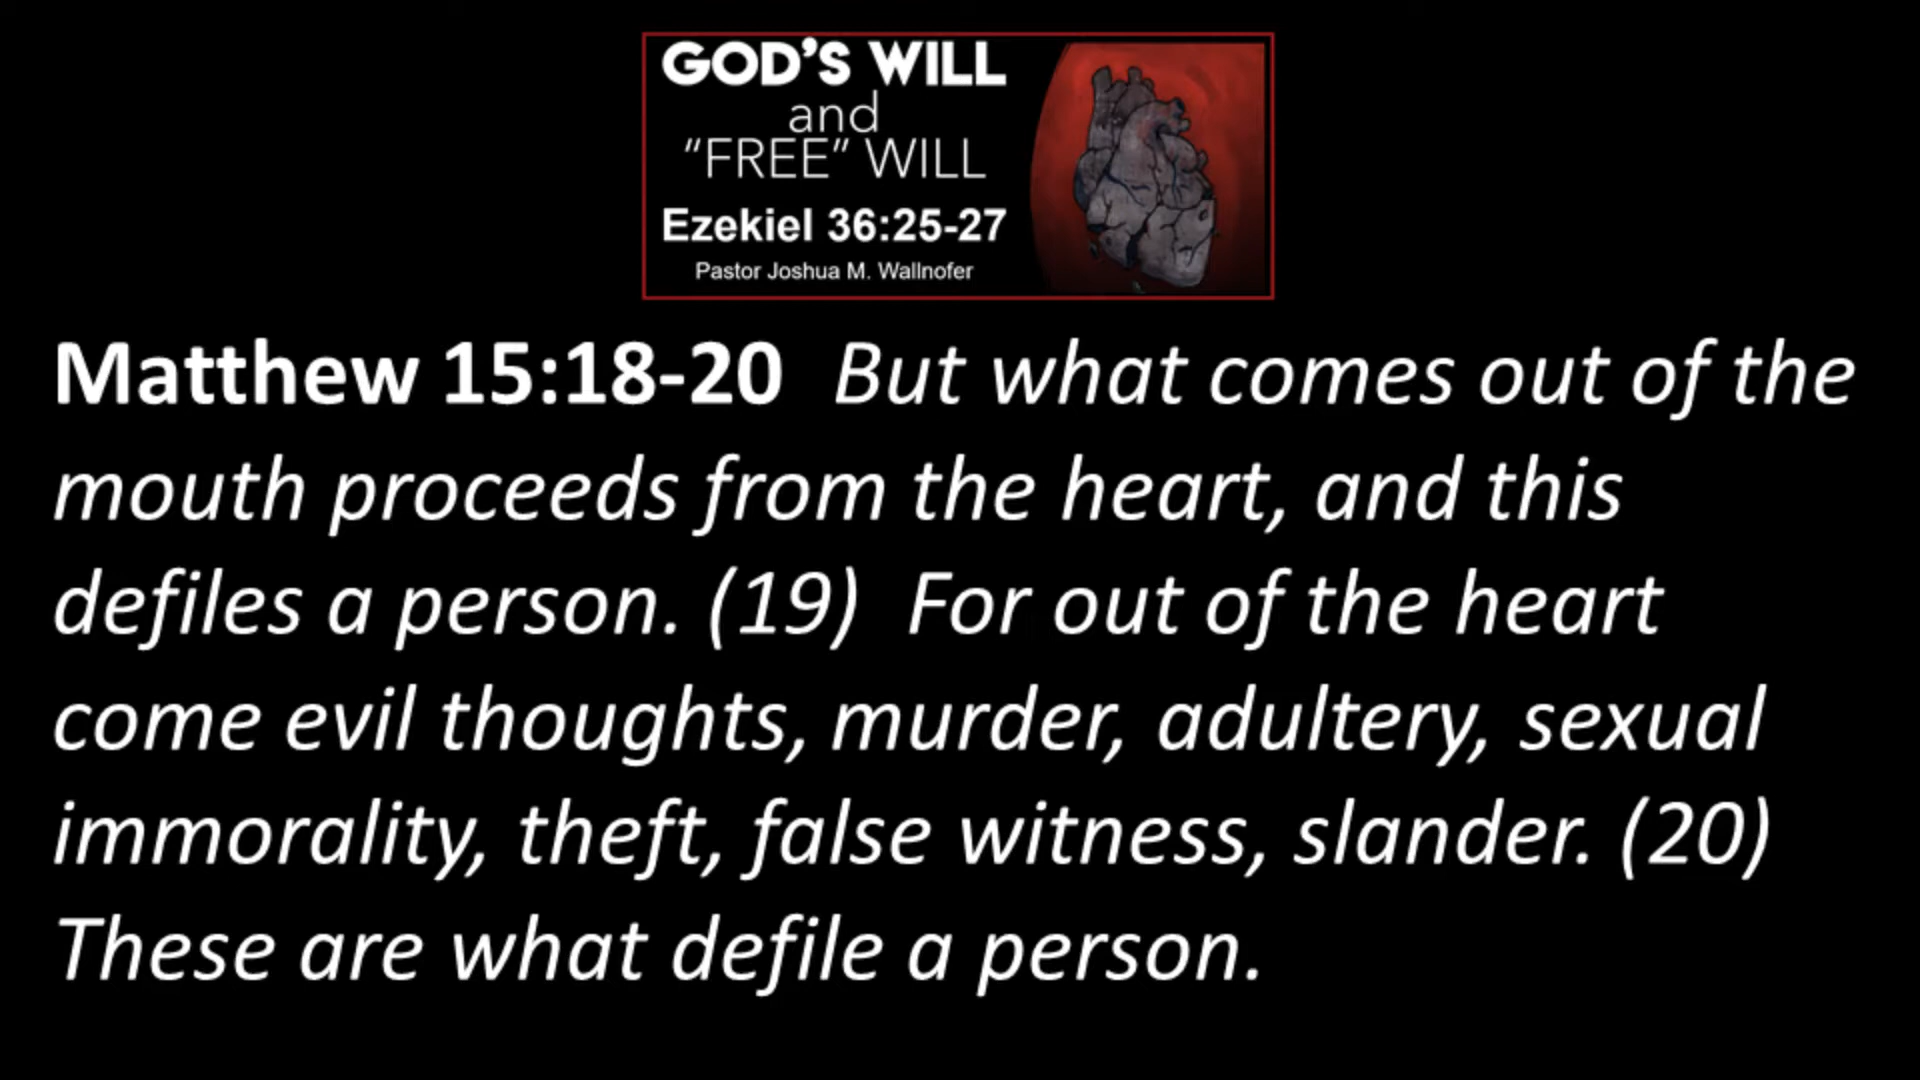 GOD'S WILL
and
"FREE" WILL
Ezekiel 36:25-27
Pastor Joshua M. Wallnofer
Matthew 15:18-20 But what comes out of the
mouth proceeds from the heart, and this
defiles a person. (19) For out of the heart
come evil thoughts, murder, adultery, sexual
immorality, theft, false witness, slander. (20)
These are what defile a person.